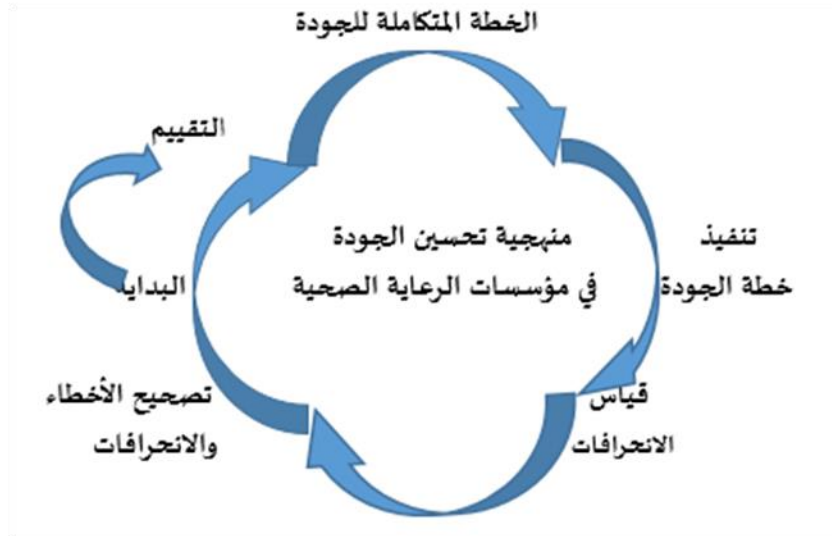 الخطة المتكاملة للجودة
التقييم
منهجية تحسين الجودة
في مؤسسات الرعاية الصحية
تنفيذ
خطة الجودة
البداية
قياس
الانحرافات
تصحيح الأخطاء
والانحرافات